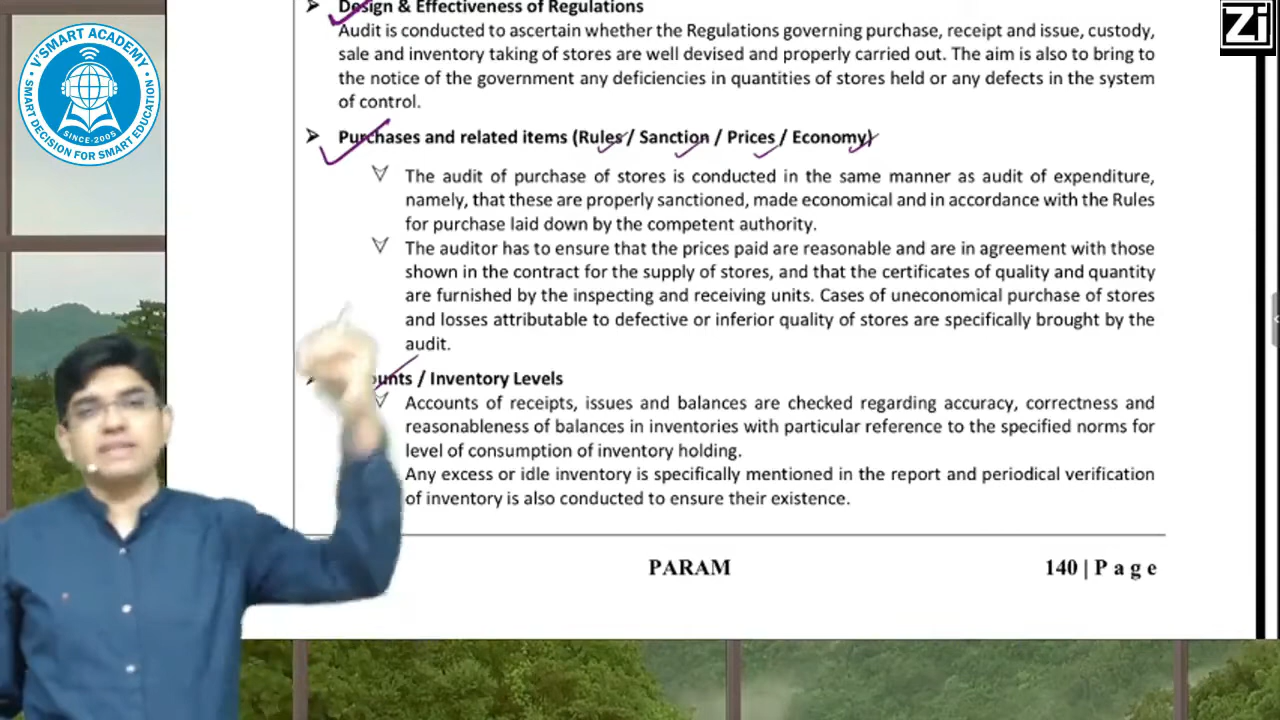 Design & Effectiveness of Regulations
Audit is conducted to ascertain whether the Regulations governing purchase, receipt and issue, custody,
sale and inventory taking of stores are well devised and properly carried out. The aim is also to bring to
the notice of the government any deficiencies in quantities of stores held or any defects in the system
of control.
Purchases and related items (Rules / Sanction / Prices / Economy)
The audit of purchase of stores is conducted in the same manner as audit of expenditure,
namely, that these are properly sanctioned, made economical and in accordance with the Rules
for purchase laid down by the competent authority.
The auditor has to ensure that the prices paid are reasonable and are in agreement with those
shown in the contract for the supply of stores, and that the certificates of quality and quantity
are furnished by the inspecting and receiving units. Cases of uneconomical purchase of stores
and losses attributable to defective or inferior quality of stores are specifically brought by the
audit.
/ Inventory Levels
Accounts of receipts, issues and balances are checked regarding accuracy, correctness and
reasonableness of balances in inventories with particular reference to the specified norms for
level of consumption of inventory holding.
Any excess or idle inventory is specifically mentioned in the report and periodical verification
of inventory is also conducted to ensure their existence.
PARAM
140 | P a g e
V'SMART ACADEMY
SINCE-2005
SMART DECISION FOR SMART EDUCATION
Zi